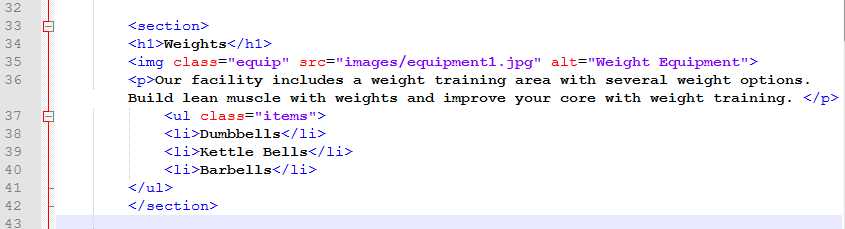 32
33 <section>
34 <h1>Weights</h1>
35 <img class="equip" src="images/equipment1.jpg" alt="Weight Equipment">
36 <p>Our facility includes a weight training area with several weight options.
Build lean muscle with weights and improve your core with weight training. </p>
37 <ul class="items">
38 <li>Dumbbells</li>
39 <li>Kettle Bells</li>
40 <li>Barbells</li>
41 </ul>
42 </section>
43